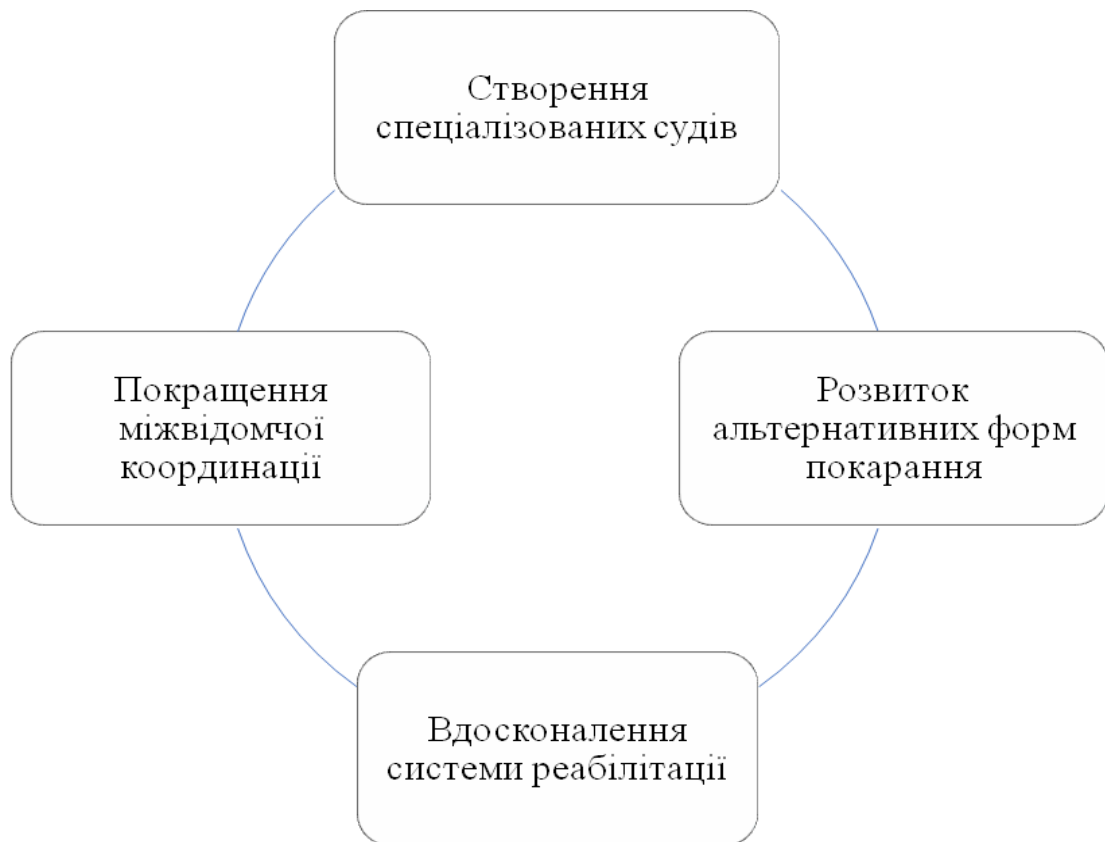 Створення
спеціалізованих судів
Розвиток
альтернативних форм
покарання
Вдосконалення
системи реабілітації
Покращення
міжвідомчої
координації